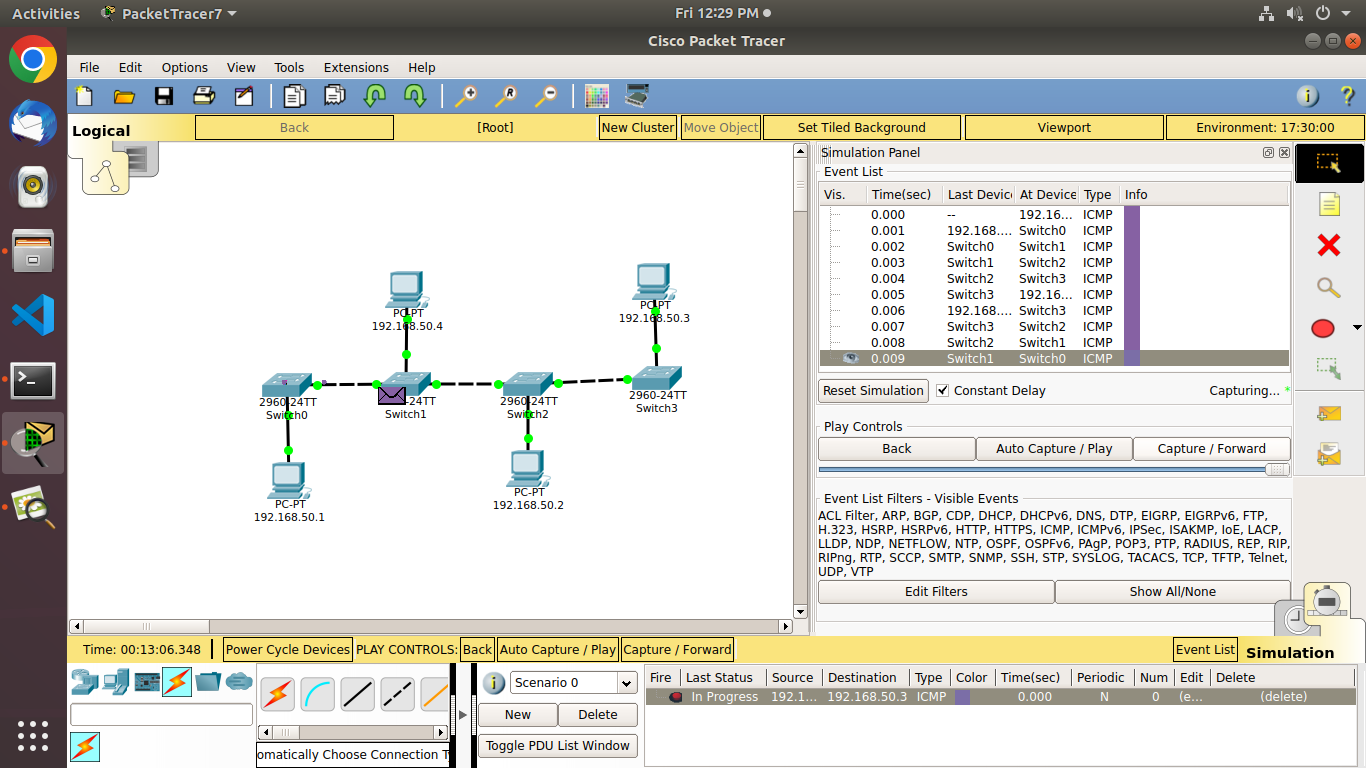 Activities PacketTracer7 Fri 12:29 PM
Cisco Packet Tracer
File Edit Options View Tools Extensions Help
Logical Back [Root] New Cluster Move Object Set Tiled Background Viewport Environment: 17:30:00
PC-PT
192.168.50.4
PC-PT
192.168.50.3
2960-24TT
Switch0
-24TT
Switch1
2960-24TT
Switch2
2960-24TT
Switch3
PC-PT
192.168.50.1
PC-PT
192.168.50.2
Simulation Panel
Event List
Vis. Time(sec) Last Device At Device Type Info
0.000 -- 192.16... ICMP
0.001 192.168.... Switch0 ICMP
0.002 Switch0 Switch1 ICMP
0.003 Switch1 Switch2 ICMP
0.004 Switch2 Switch3 ICMP
0.005 Switch3 192.16... ICMP
0.006 192.168.... Switch3 ICMP
0.007 Switch3 Switch2 ICMP
0.008 Switch2 Switch1 ICMP
0.009 Switch1 Switch0 ICMP
Reset Simulation Constant Delay Capturing... *
Play Controls
Back Auto Capture / Play Capture / Forward
Event List Filters - Visible Events
ACL Filter, ARP, BGP, CDP, DHCP, DHCPv6, DNS, DTP, EIGRP, EIGRPv6, FTP,
H.323, HSRP, HSRPv6, HTTP, HTTPS, ICMP, ICMPv6, IPSec, ISAKMP, IoE, LACP,
LLDP, NDP, NETFLOW, NTP, OSPF, OSPFv6, PAgP, POP3, PTP, RADIUS, REP, RIP,
RIPng, RTP, SCCP, SMTP, SNMP, SSH, STP, SYSLOG, TACACS, TCP, TFTP, Telnet,
UDP, VTP
Edit Filters Show All/None
Time: 00:13:06.348 Power Cycle Devices PLAY CONTROLS: Back Auto Capture / Play Capture / Forward Event List Simulation
Scenario 0
New Delete
Toggle PDU List Window
omatically Choose Connection T
Fire Last Status Source Destination Type Color Time(sec) Periodic Num Edit Delete
In Progress 192.1... 192.168.50.3 ICMP 0.000 N 0 (e... (delete)